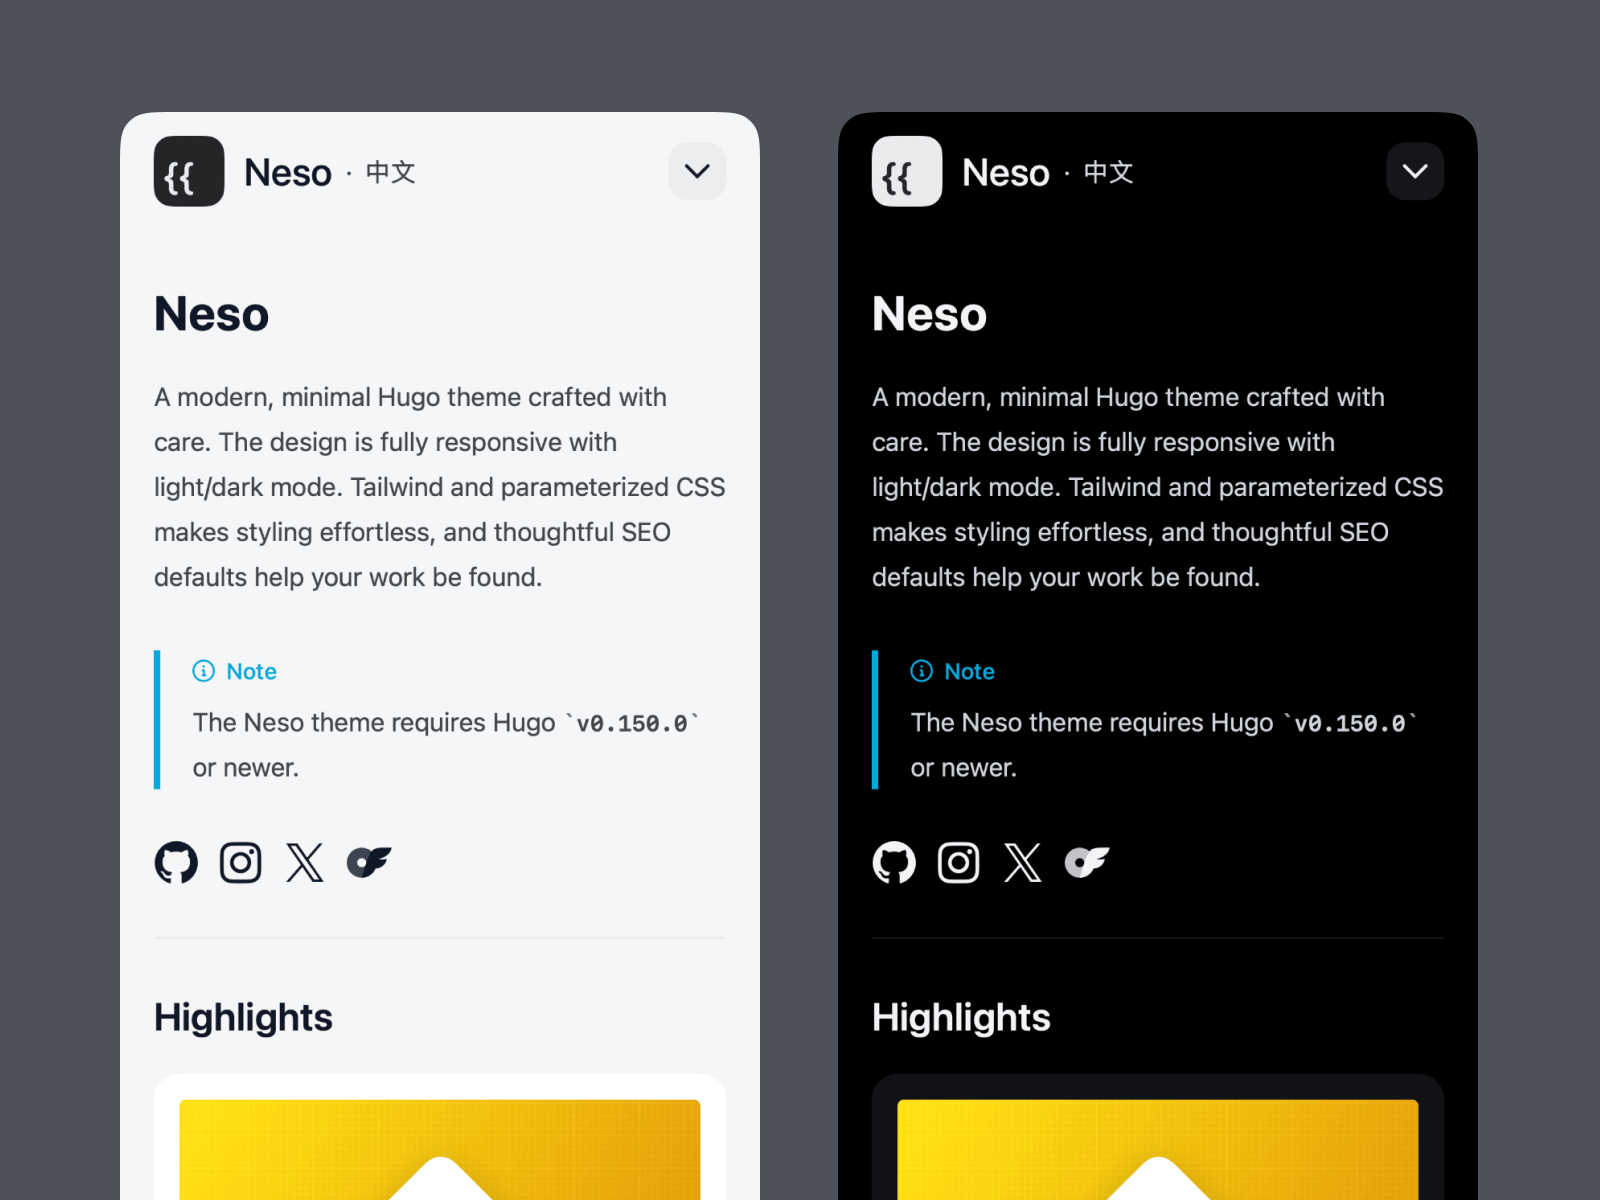 {{ Neso · 中文
Neso
A modern, minimal Hugo theme crafted with
care. The design is fully responsive with
light/dark mode. Tailwind and parameterized CSS
makes styling effortless, and thoughtful SEO
defaults help your work be found.
Note
The Neso theme requires Hugo `v0.150.0`
or newer.
Highlights
{{ Neso · 中文
Neso
A modern, minimal Hugo theme crafted with
care. The design is fully responsive with
light/dark mode. Tailwind and parameterized CSS
makes styling effortless, and thoughtful SEO
defaults help your work be found.
Note
The Neso theme requires Hugo `v0.150.0`
or newer.
Highlights